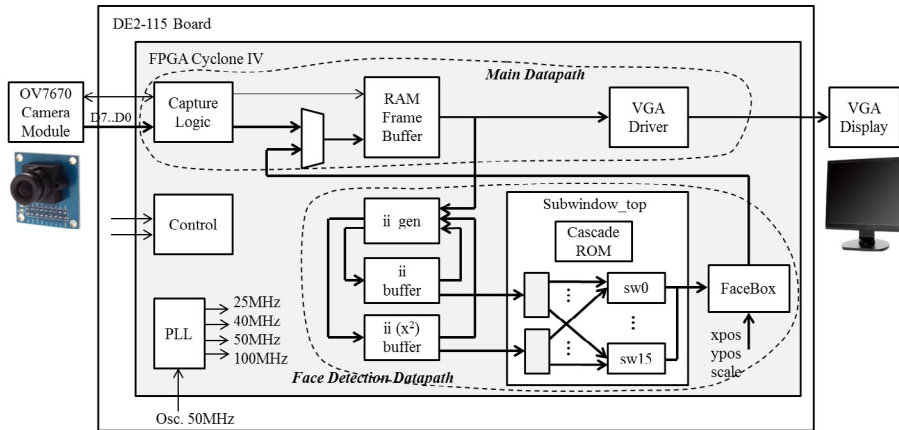 DE2-115 Board
FPGA Cyclone IV
Main Datapath
OV7670
Camera
Module
D7..D0
Capture
Logic
RAM
Frame
Buffer
VGA
Driver
VGA
Display
Control
ii gen
ii
buffer
ii (x²)
buffer
Subwindow_top
Cascade
ROM
sw0
...
...
...
sw15
FaceBox
xpos
ypos
scale
PLL
25MHz
40MHz
50MHz
100MHz
Face Detection Datapath
Osc. 50MHz